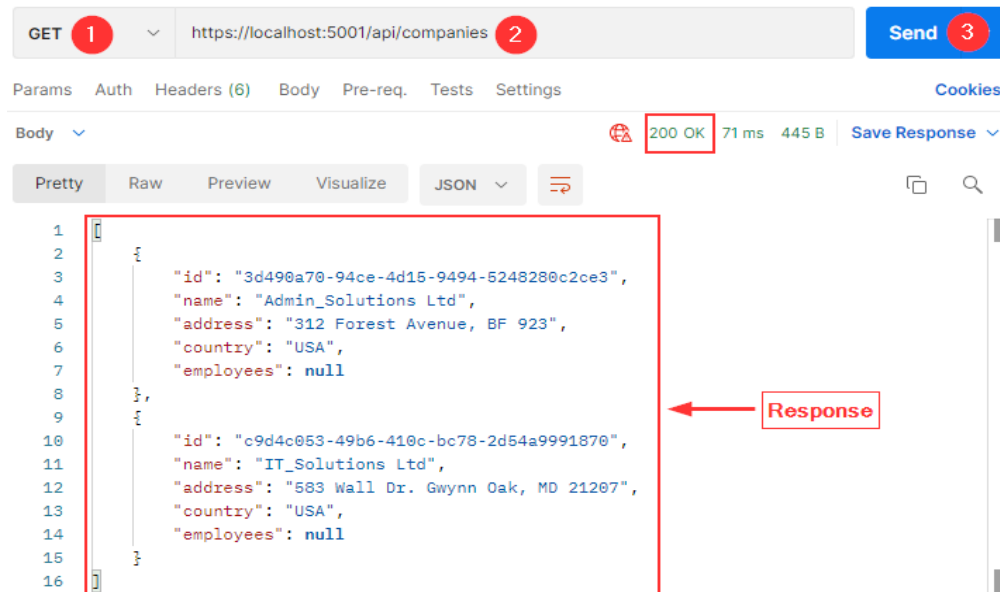 GET 1 https://localhost:5001/api/companies 2 Send 3
Params Auth Headers (6) Body Pre-req. Tests Settings Cookies
Body 200 OK 71 ms 445 B Save Response
Pretty Raw Preview Visualize JSON
1 [
2 {
3 "id": "3d490a70-94ce-4d15-9494-5248280c2ce3",
4 "name": "Admin_Solutions Ltd",
5 "address": "312 Forest Avenue, BF 923",
6 "country": "USA",
7 "employees": null
8 },
9 {
Response
10 "id": "c9d4c053-49b6-410c-bc78-2d54a9991870",
11 "name": "IT_Solutions Ltd",
12 "address": "583 Wall Dr. Gwynn Oak, MD 21207",
13 "country": "USA",
14 "employees": null
15 }
16 ]